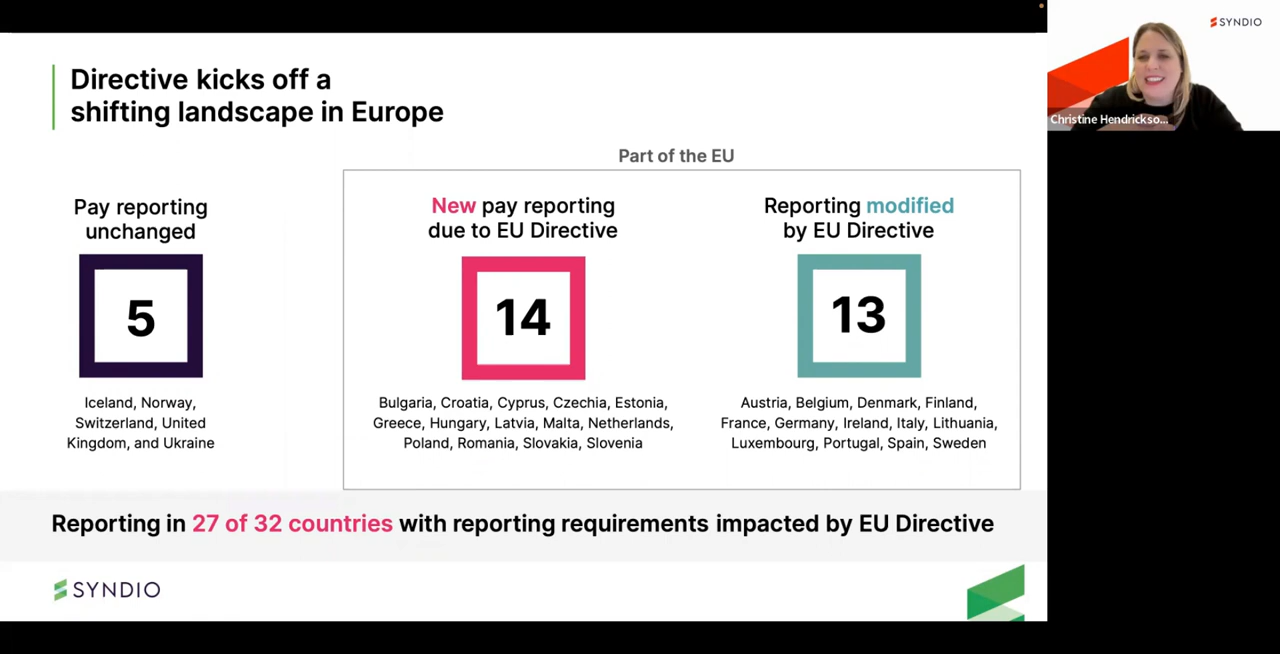 Directive kicks off a
shifting landscape in Europe
Part of the EU
Pay reporting
unchanged
5
Iceland, Norway,
Switzerland, United
Kingdom, and Ukraine
New pay reporting
due to EU Directive
14
Bulgaria, Croatia, Cyprus, Czechia, Estonia,
Greece, Hungary, Latvia, Malta, Netherlands,
Poland, Romania, Slovakia, Slovenia
Reporting modified
by EU Directive
13
Austria, Belgium, Denmark, Finland,
France, Germany, Ireland, Italy, Lithuania,
Luxembourg, Portugal, Spain, Sweden
Reporting in 27 of 32 countries with reporting requirements impacted by EU Directive
SYNDIO
SYNDIO
Christine Hendrickso...